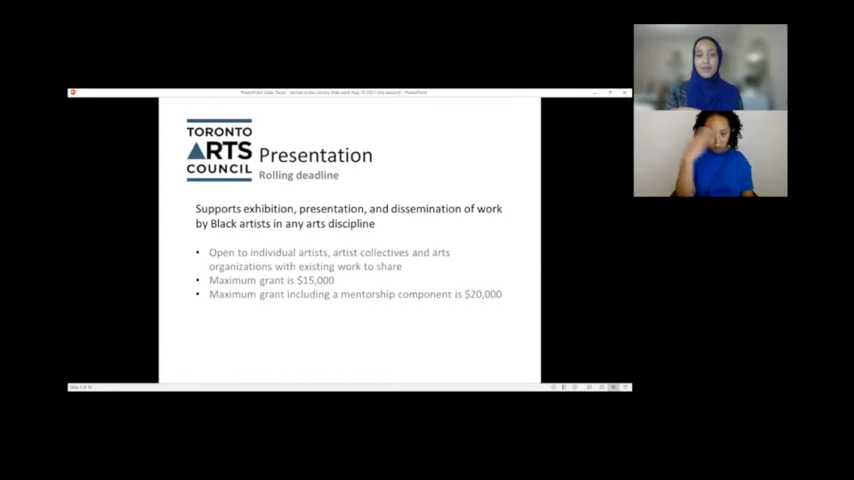 TORONTO
ARTS
COUNCIL
Presentation
Rolling deadline
Supports exhibition, presentation, and dissemination of work
by Black artists in any arts discipline
• Open to individual artists, artist collectives and arts
organizations with existing work to share
• Maximum grant is $15,000
• Maximum grant including a mentorship component is $20,000